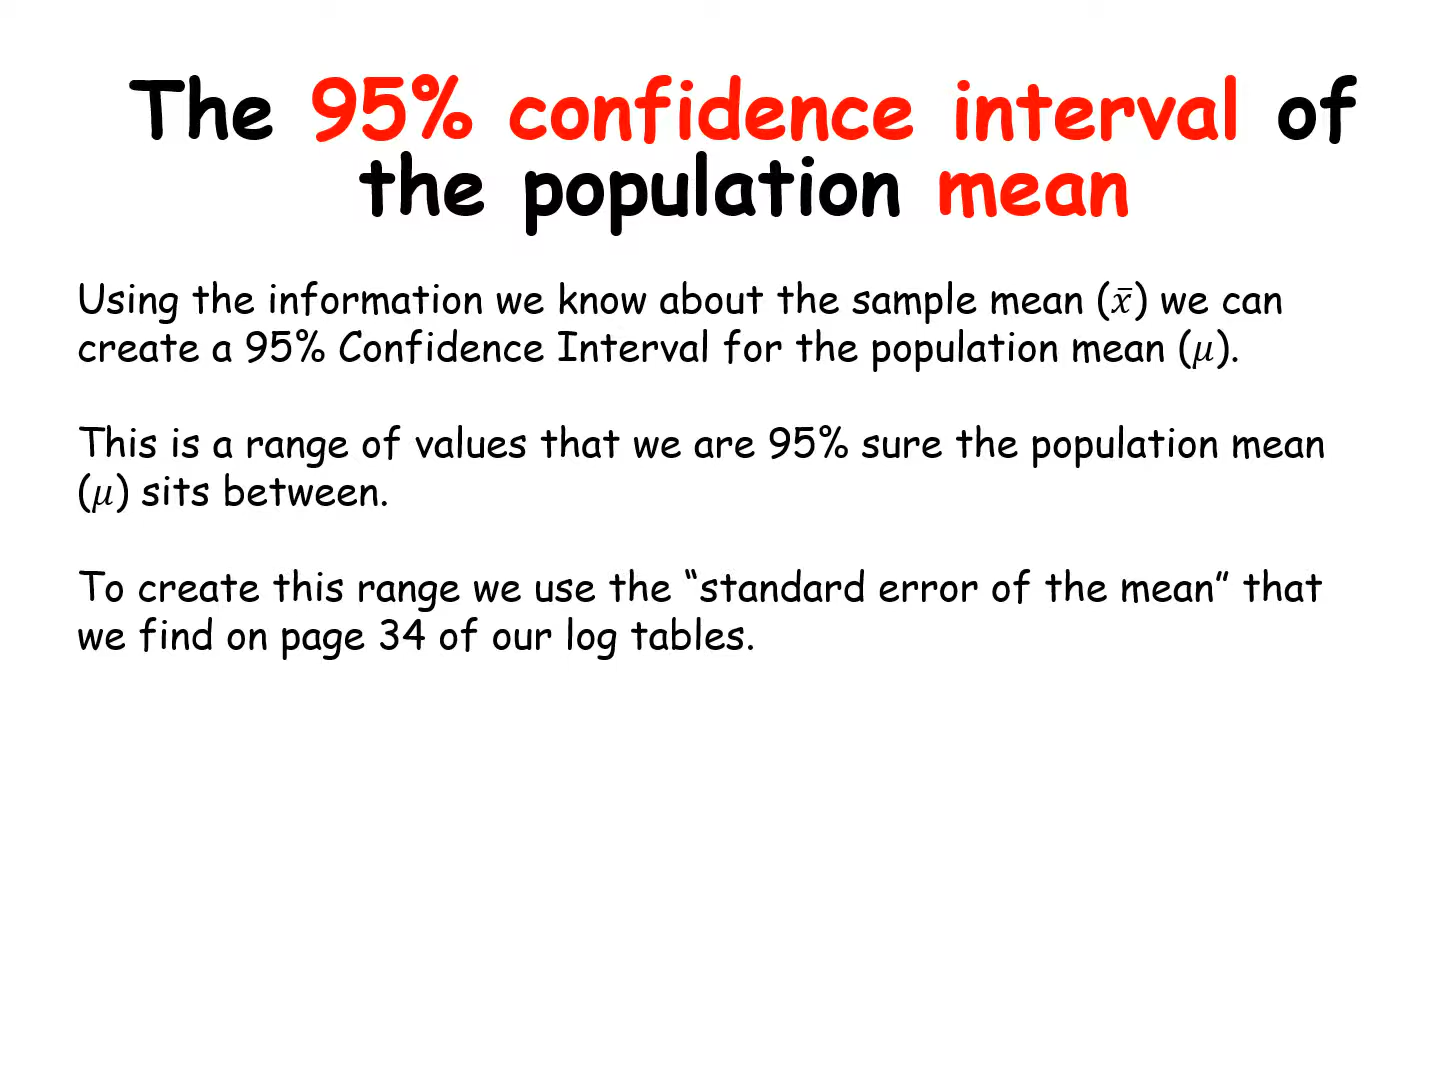 The 95% confidence interval of
the population mean
Using the information we know about the sample mean (x̄) we can
create a 95% Confidence Interval for the population mean (μ).
This is a range of values that we are 95% sure the population mean
(μ) sits between.
To create this range we use the “standard error of the mean” that
we find on page 34 of our log tables.